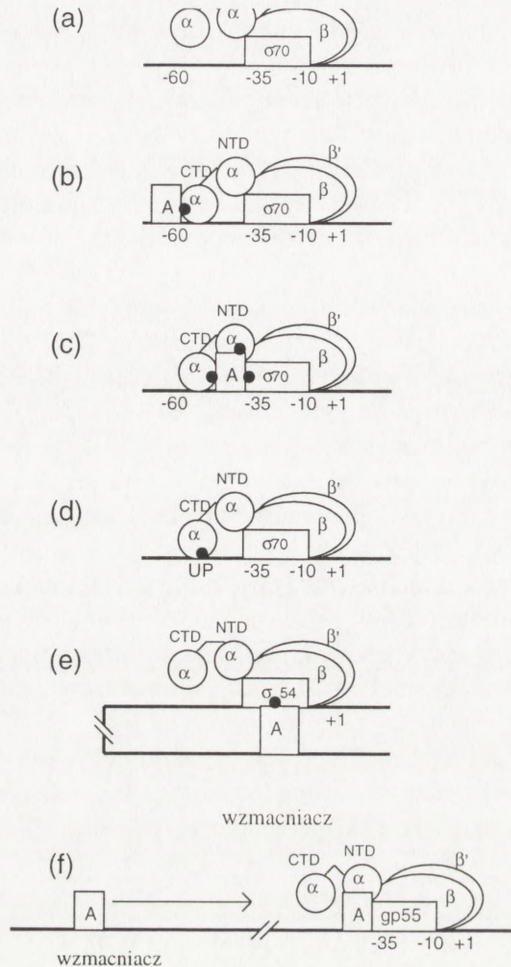 (a)
α α
σ70
β
-60 -35 -10 +1
NTD
β'
CTD
(b)
α
β
A α
σ70
-60 -35 -10 +1
NTD
β'
CTD
(c)
α
β
α A σ70
-60 -35 -10 +1
NTD
β'
CTD
(d)
α
β
α
σ70
UP -35 -10 +1
CTD NTD
β'
(e)
α
α
β
σ 54
+1
A
wzmacniacz
(f)
CTD NTD
β'
α
α
β
A
A gp55
-35 -10 +1
wzmacniacz